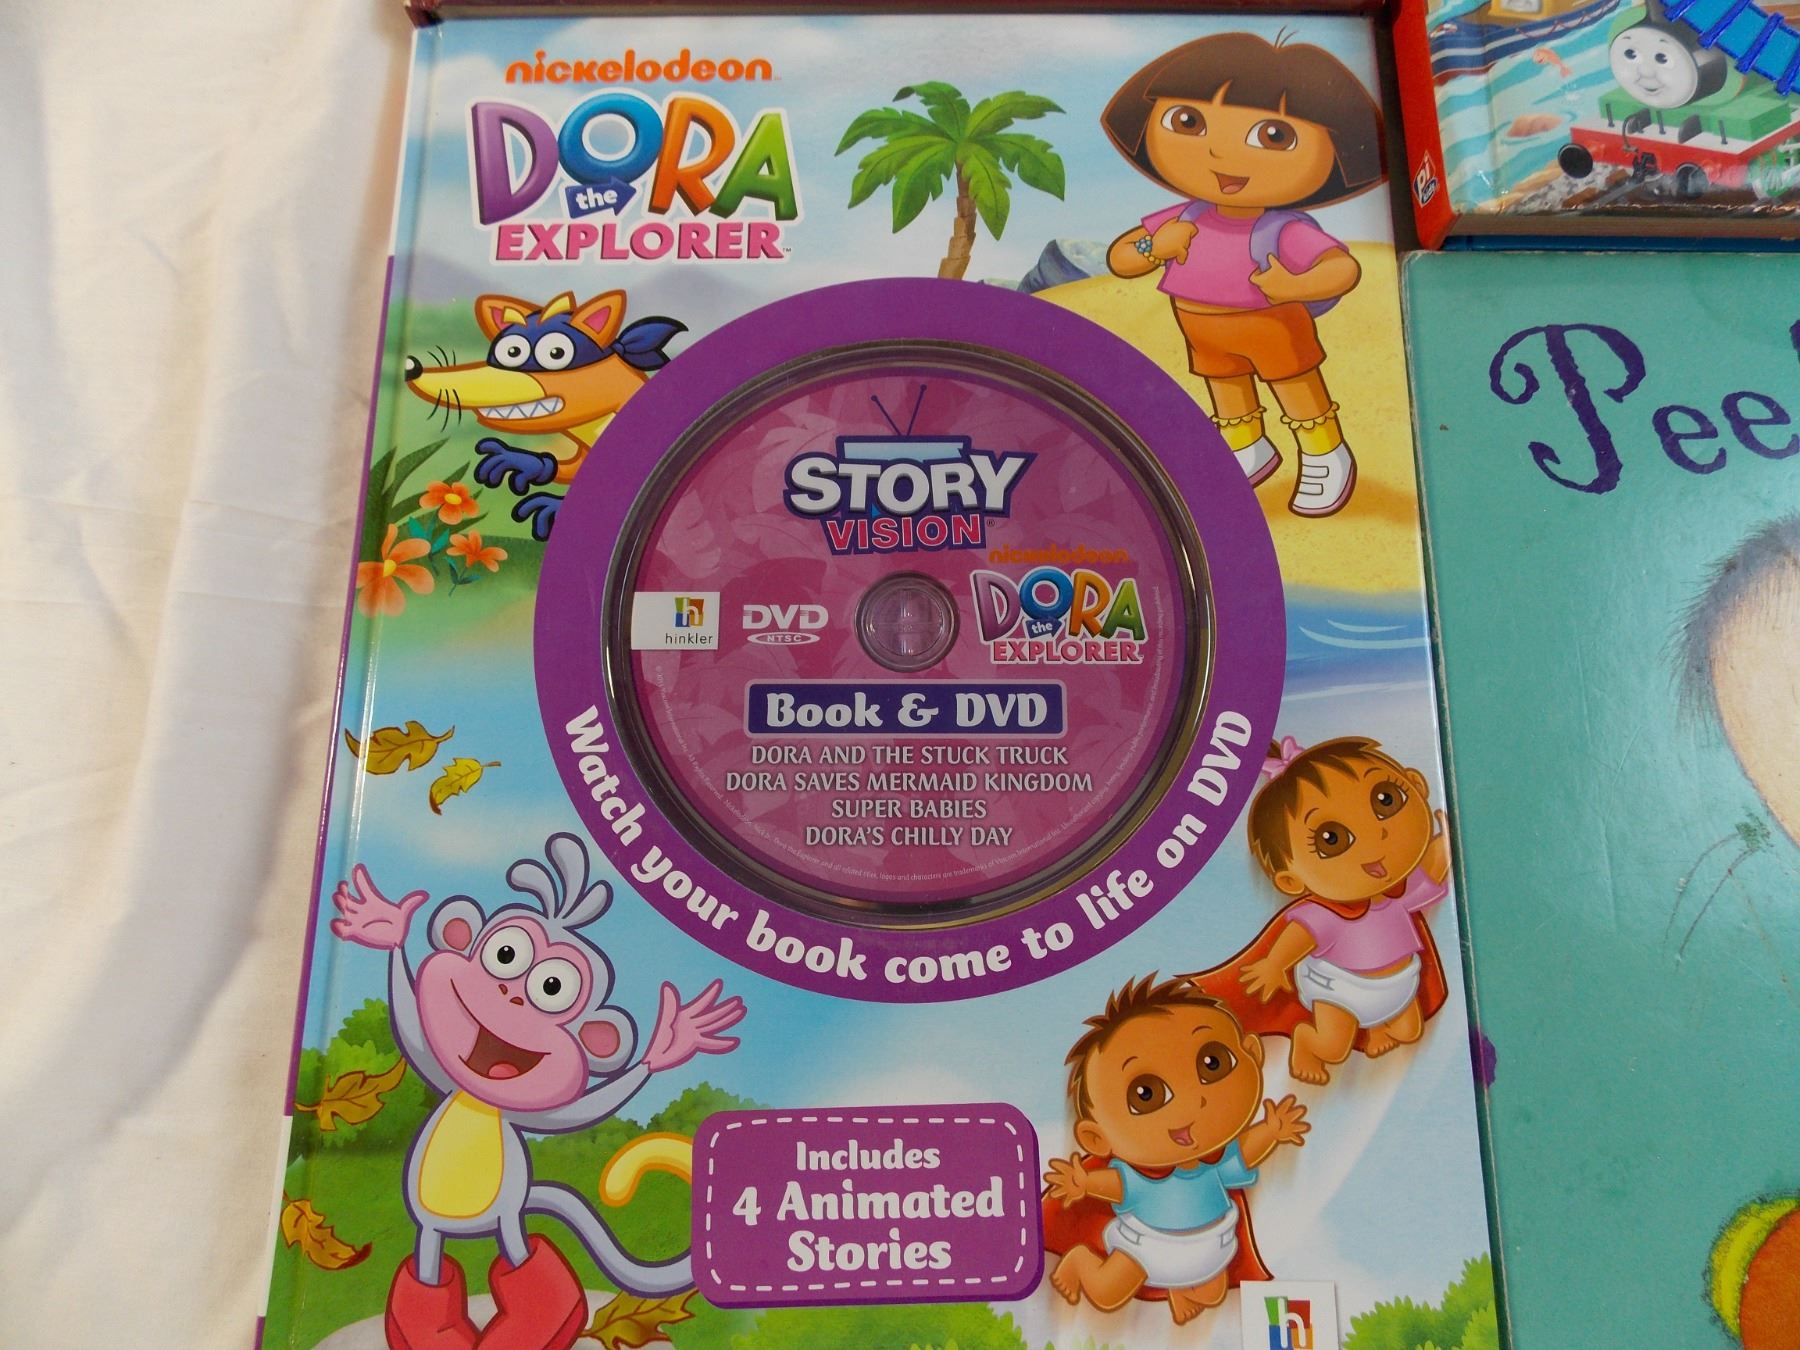 nickelodeon
DORA
the
EXPLORER™
STORY
VISION®
nickelodeon
hinkler
DVD
NTSC
DORA
the
EXPLORER
Book & DVD
DORA AND THE STUCK TRUCK
DORA SAVES MERMAID KINGDOM
SUPER BABIES
DORA'S CHILLY DAY
Watch your book come to life on DVD
Includes
4 Animated
Stories
h
pi